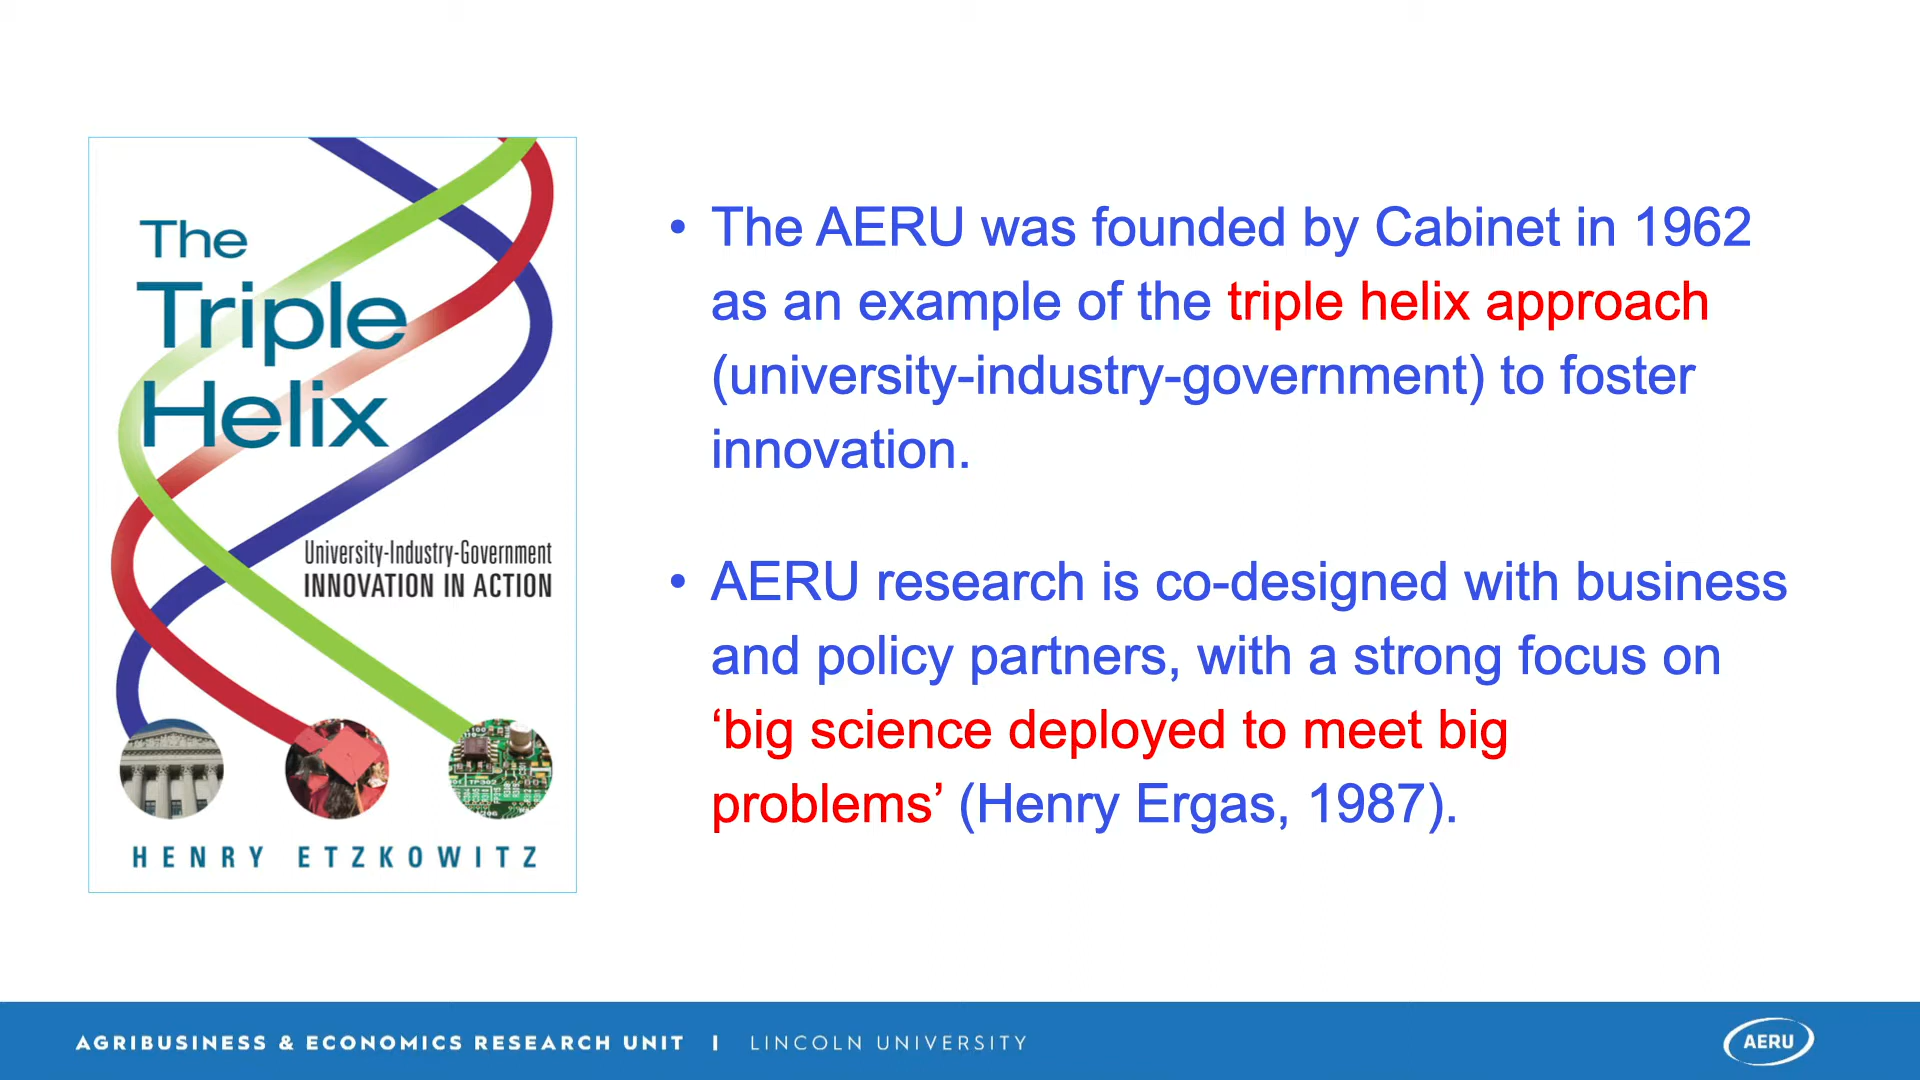 The
Triple
Helix
University-Industry-Government
INNOVATION IN ACTION
HENRY ETZKOWITZ
• The AERU was founded by Cabinet in 1962
as an example of the triple helix approach
(university-industry-government) to foster
innovation.
• AERU research is co-designed with business
and policy partners, with a strong focus on
‘big science deployed to meet big
problems’ (Henry Ergas, 1987).
AGRIBUSINESS & ECONOMICS RESEARCH UNIT | LINCOLN UNIVERSITY
AERU